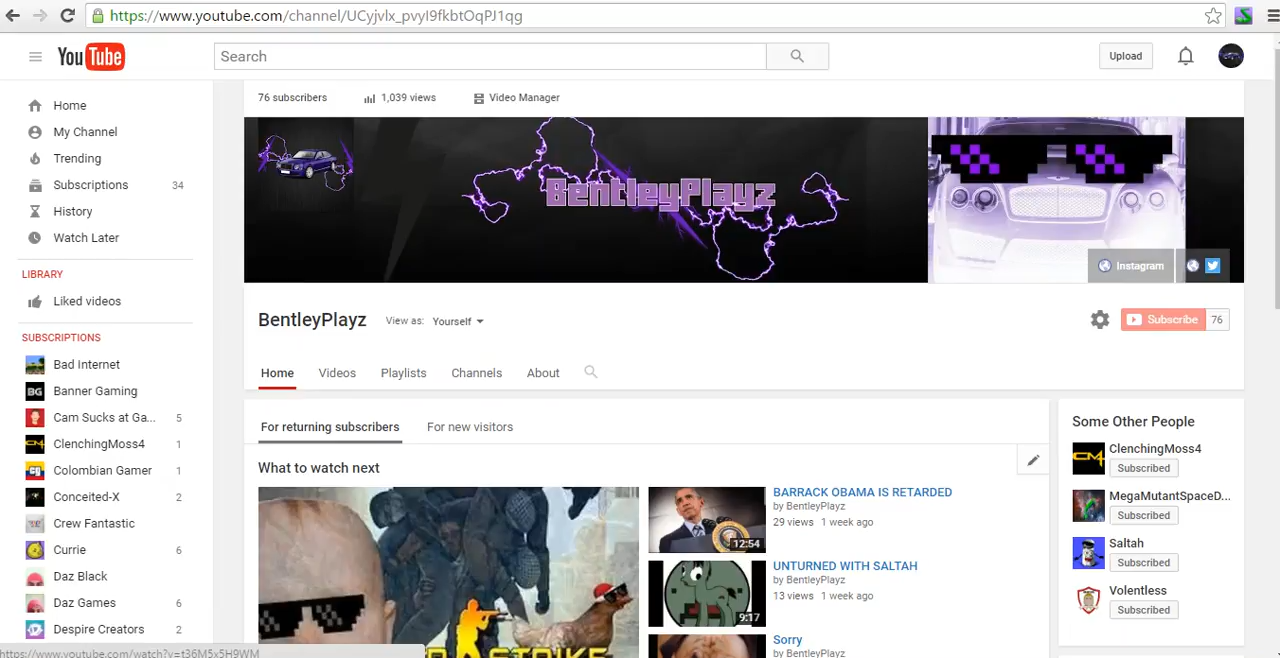 https://www.youtube.com/channel/UCyjvlx_pvyI9fkbtOqPJ1qg
YouTube
Search
Upload
76 subscribers
1,039 views
Video Manager
Home
My Channel
Trending
Subscriptions 34
History
Watch Later
LIBRARY
Liked videos
SUBSCRIPTIONS
Bad Internet
BG Banner Gaming
Cam Sucks at Ga... 5
CM ClenchingMoss4 1
Colombian Gamer 1
Conceited-X 2
Crew Fantastic
Currie 6
Daz Black
Daz Games 6
Despire Creators 2
https://www.youtube.com/watch?v=t36M5x5H9WM
BentleyPlayz
Instagram
BentleyPlayz
View as: Yourself
Subscribe 76
Home Videos Playlists Channels About
For returning subscribers For new visitors
What to watch next
BARRACK OBAMA IS RETARDED
by BentleyPlayz
29 views 1 week ago
12:54
UNTURNED WITH SALTAH
by BentleyPlayz
13 views 1 week ago
9:17
Sorry
by BentleyPlayz
Some Other People
CM
ClenchingMoss4
Subscribed
MegaMutantSpaceD...
Subscribed
Saltah
Subscribed
Volentless
Subscribed